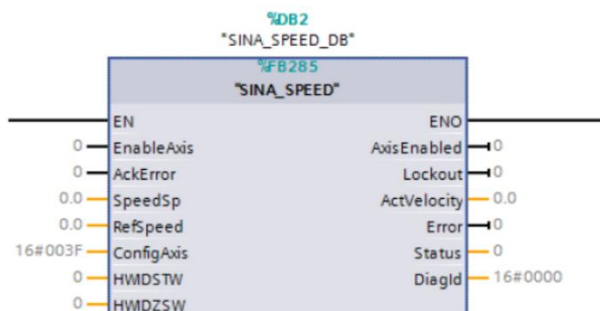 %DB2
"SINA_SPEED_DB"
%FB285
"SINA_SPEED"
EN ENO
0 EnableAxis AxisEnabled 0
0 AckError Lockout 0
0.0 SpeedSp ActVelocity 0.0
0.0 RefSpeed Error 0
16#003F ConfigAxis Status 0
0 HWIDSTW DiagId 16#0000
0 HWIDZSW